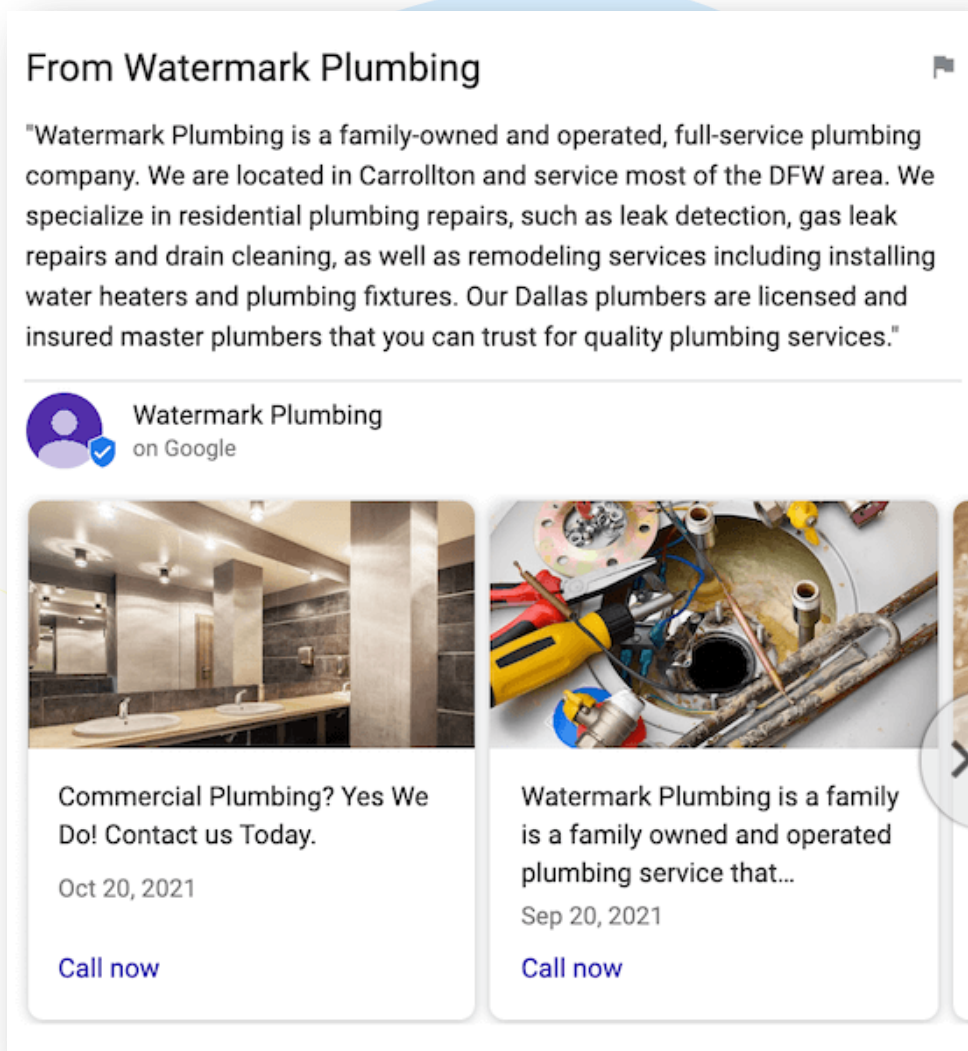 From Watermark Plumbing
"Watermark Plumbing is a family-owned and operated, full-service plumbing
company. We are located in Carrollton and service most of the DFW area. We
specialize in residential plumbing repairs, such as leak detection, gas leak
repairs and drain cleaning, as well as remodeling services including installing
water heaters and plumbing fixtures. Our Dallas plumbers are licensed and
insured master plumbers that you can trust for quality plumbing services."
Watermark Plumbing
on Google
Commercial Plumbing? Yes We
Do! Contact us Today.
Oct 20, 2021
Call now
Watermark Plumbing is a family
is a family owned and operated
plumbing service that...
Sep 20, 2021
Call now